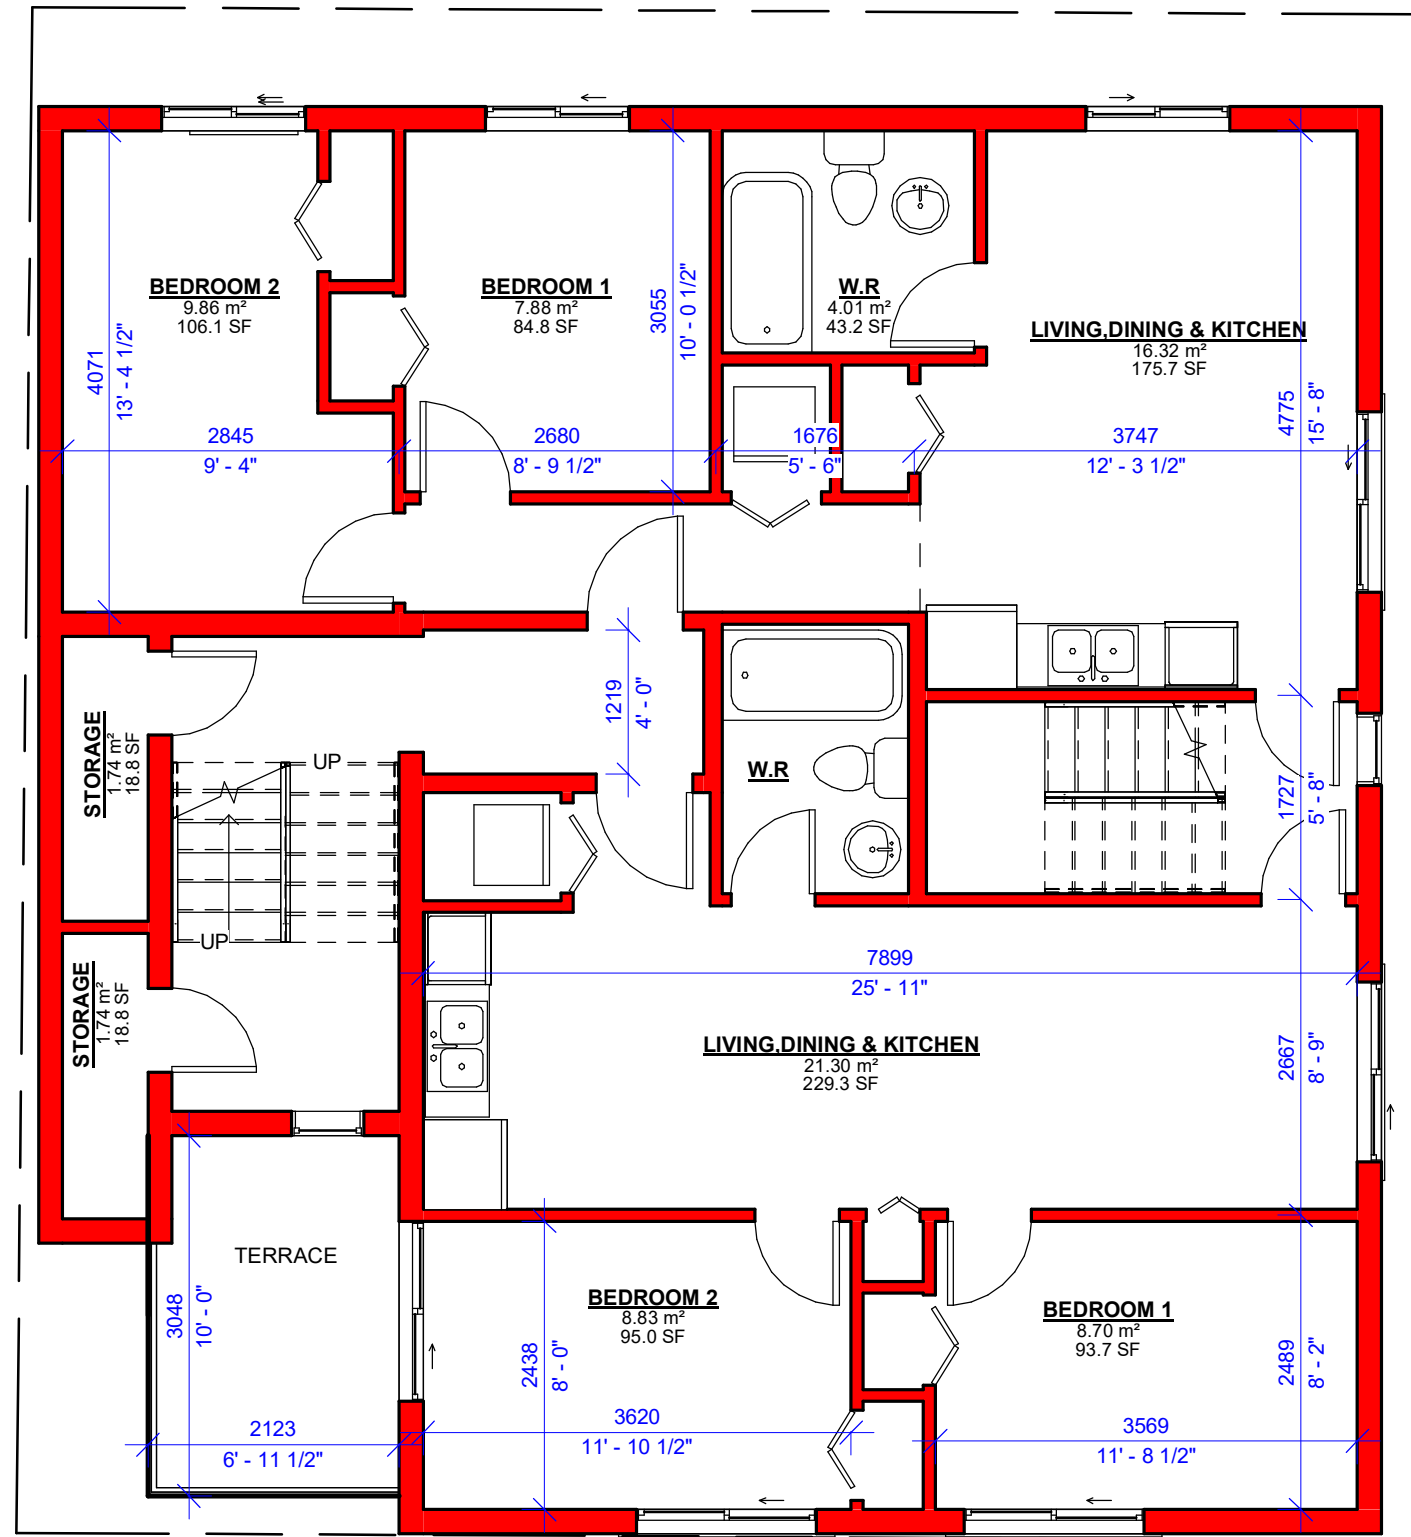 BEDROOM 2
9.86 m²
106.1 SF
BEDROOM 1
7.88 m²
84.8 SF
W.R
4.01 m²
43.2 SF
LIVING,DINING & KITCHEN
16.32 m²
175.7 SF
4071
13' - 4 1/2"
3055
10' - 0 1/2"
4775
15' - 8"
2845
9' - 4"
2680
8' - 9 1/2"
1676
5' - 6"
3747
12' - 3 1/2"
1219
4' - 0"
STORAGE
1.74 m²
18.8 SF
UP
W.R
1727
5' - 8"
UP
STORAGE
1.74 m²
18.8 SF
7899
25' - 11"
LIVING,DINING & KITCHEN
21.30 m²
229.3 SF
2667
8' - 9"
TERRACE
3048
10' - 0"
BEDROOM 2
8.83 m²
95.0 SF
BEDROOM 1
8.70 m²
93.7 SF
2438
8' - 0"
2489
8' - 2"
2123
6' - 11 1/2"
3620
11' - 10 1/2"
3569
11' - 8 1/2"